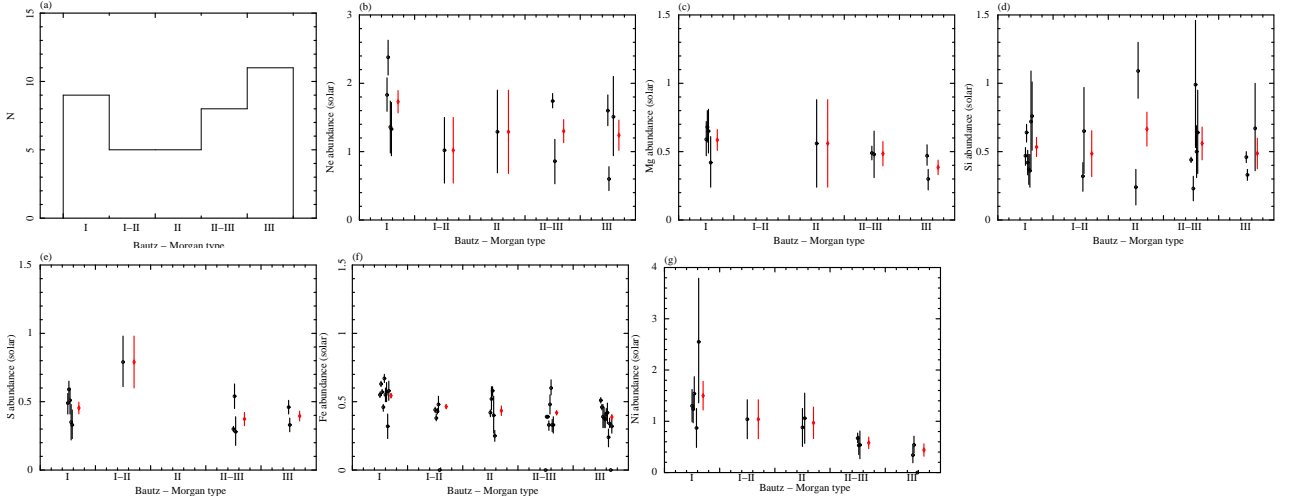 (a)
15
10
5
0
N
I
I–II
II
II–III
III
Bautz – Morgan type
(b)
3
2
1
0
Ne abundance (solar)
I
I–II
II
II–III
III
Bautz – Morgan type
(c)
1.5
1
0.5
0
Mg abundance (solar)
I
I–II
II
II–III
III
Bautz – Morgan type
(d)
1.5
1
0.5
0
Si abundance (solar)
I
I–II
II
II–III
III
Bautz – Morgan type
(e)
1.5
1
0.5
0
S abundance (solar)
I
I–II
II
II–III
III
Bautz – Morgan type
(f)
1.5
1
0.5
0
Fe abundance (solar)
I
I–II
II
II–III
III
Bautz – Morgan type
(g)
4
3
2
1
0
Ni abundance (solar)
I
I–II
II
II–III
III
Bautz – Morgan type